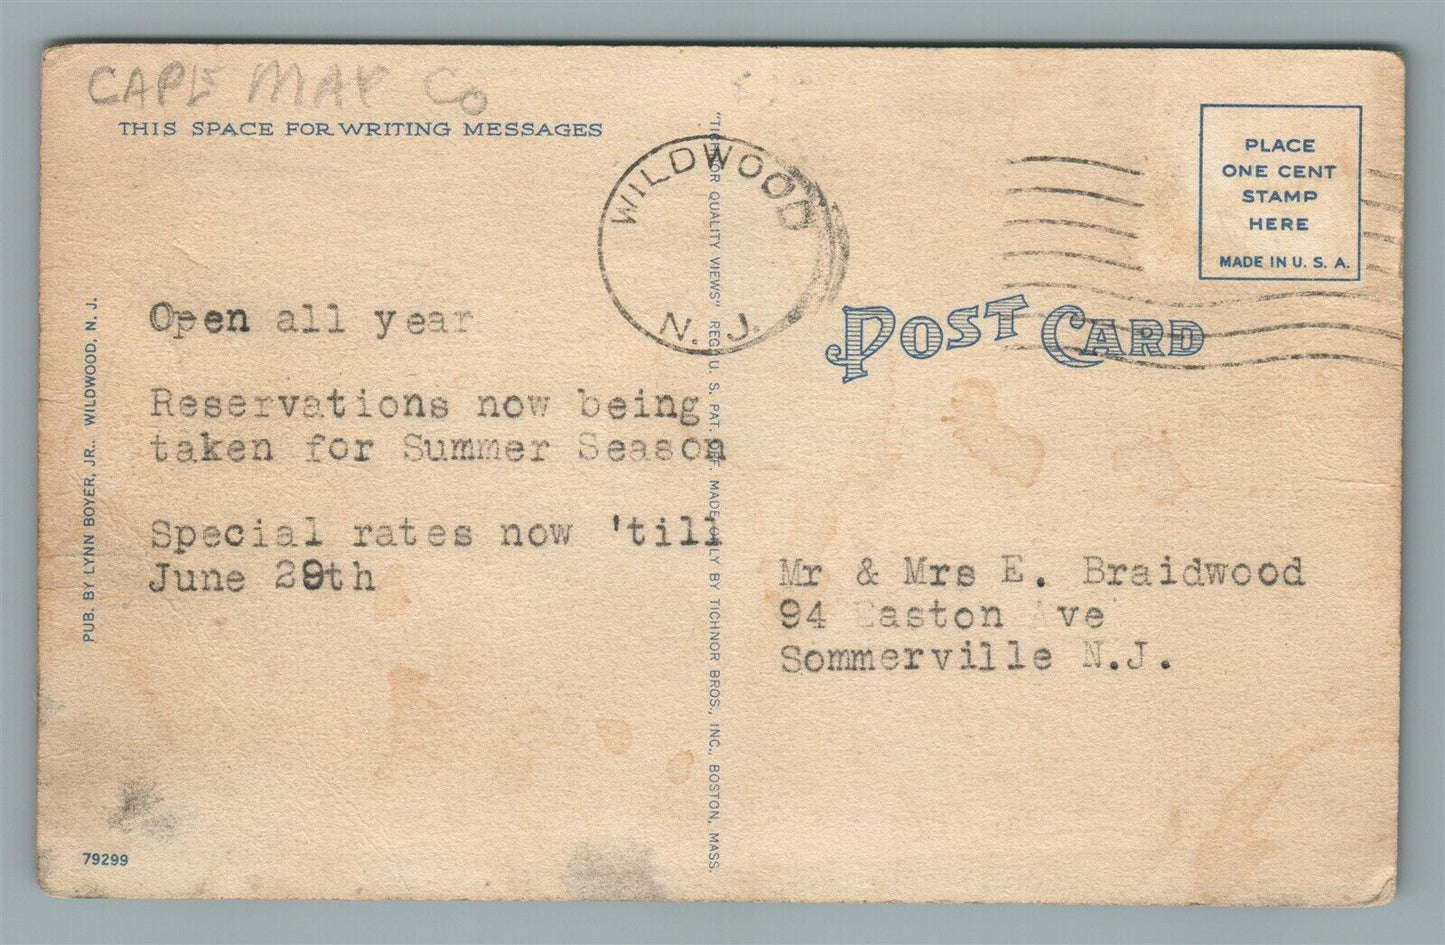 CAPE MAY Co
THIS SPACE FOR WRITING MESSAGES
WILDWOOD
N. J.
PLACE
ONE CENT
STAMP
HERE
MADE IN U. S. A.
POST CARD
Open all year
Reservations now being
taken for Summer Season
Special rates now 'till
June 29th
Mr & Mrs E. Braidwood
94 Easton Ave
Sommerville N.J.
PUB. BY LYNN BOYER, JR.. WILDWOOD, N. J.
"TICHNOR QUALITY VIEWS" REG. U. S. PAT. OFF. MADE ONLY BY TICHNOR BROS., INC., BOSTON, MASS.
79299